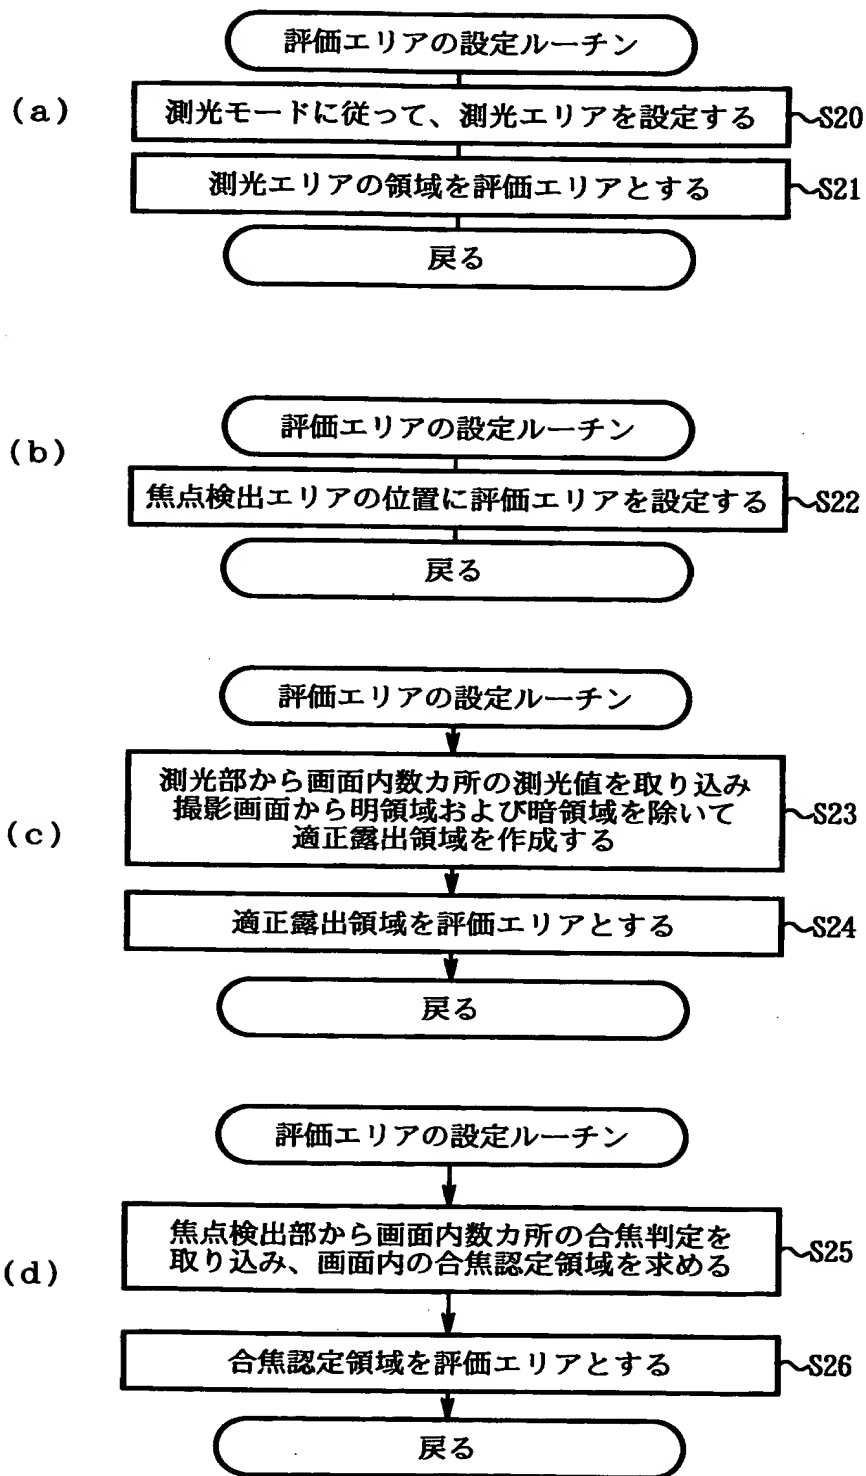 (a)
評価エリアの設定ルーチン
測光モードに従って、測光エリアを設定する
S20
測光エリアの領域を評価エリアとする
S21
戻る
(b)
評価エリアの設定ルーチン
焦点検出エリアの位置に評価エリアを設定する
S22
戻る
(c)
評価エリアの設定ルーチン
測光部から画面内数カ所の測光値を取り込み
撮影画面から明領域および暗領域を除いて
適正露出領域を作成する
S23
適正露出領域を評価エリアとする
S24
戻る
(d)
評価エリアの設定ルーチン
焦点検出部から画面内数カ所の合焦判定を
取り込み、画面内の合焦認定領域を求める
S25
合焦認定領域を評価エリアとする
S26
戻る